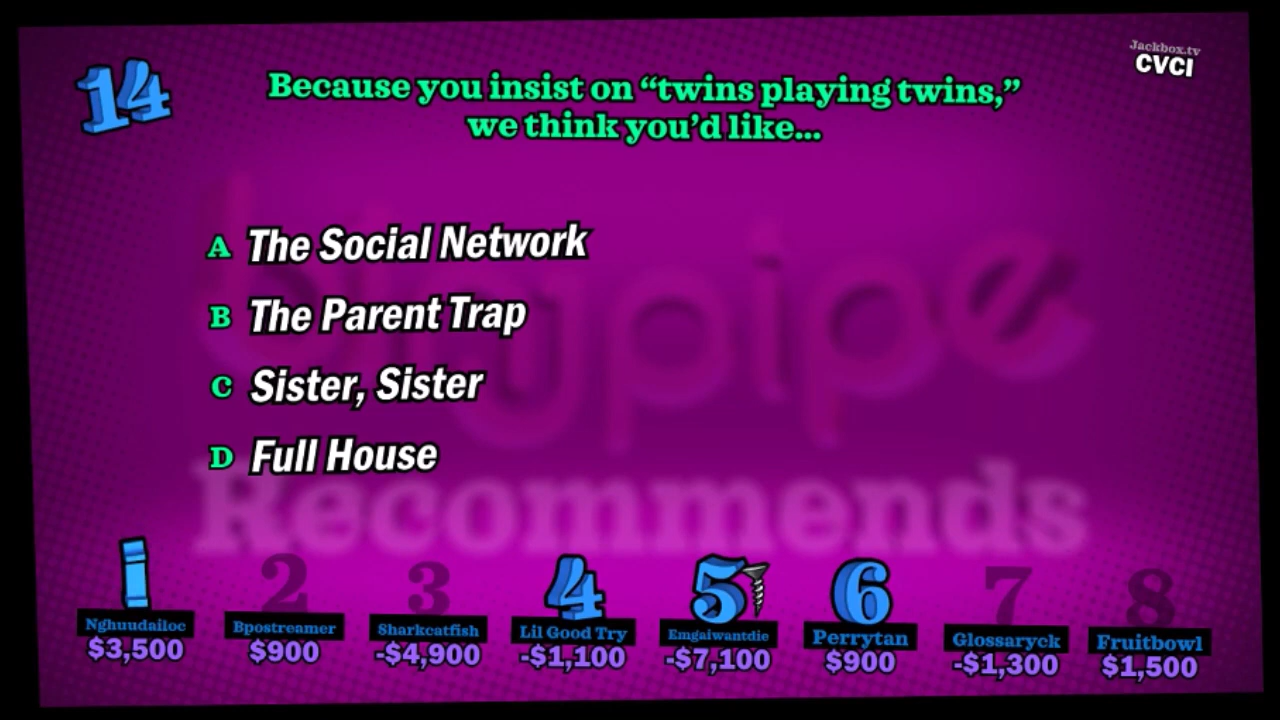 Jackbox.tv
CVCI
14
Because you insist on “twins playing twins,”
we think you’d like...
A The Social Network
B The Parent Trap
C Sister, Sister
D Full House
blippipe
Recommends
1 2 3 4 5 6 7 8
Nghuudailoc Bpostreamer Sharkcatfish Lil Good Try Emgaiwantdie Perrytan Glossaryck Fruitbowl
$3,500 $900 -$4,900 -$1,100 -$7,100 $900 -$1,300 $1,500